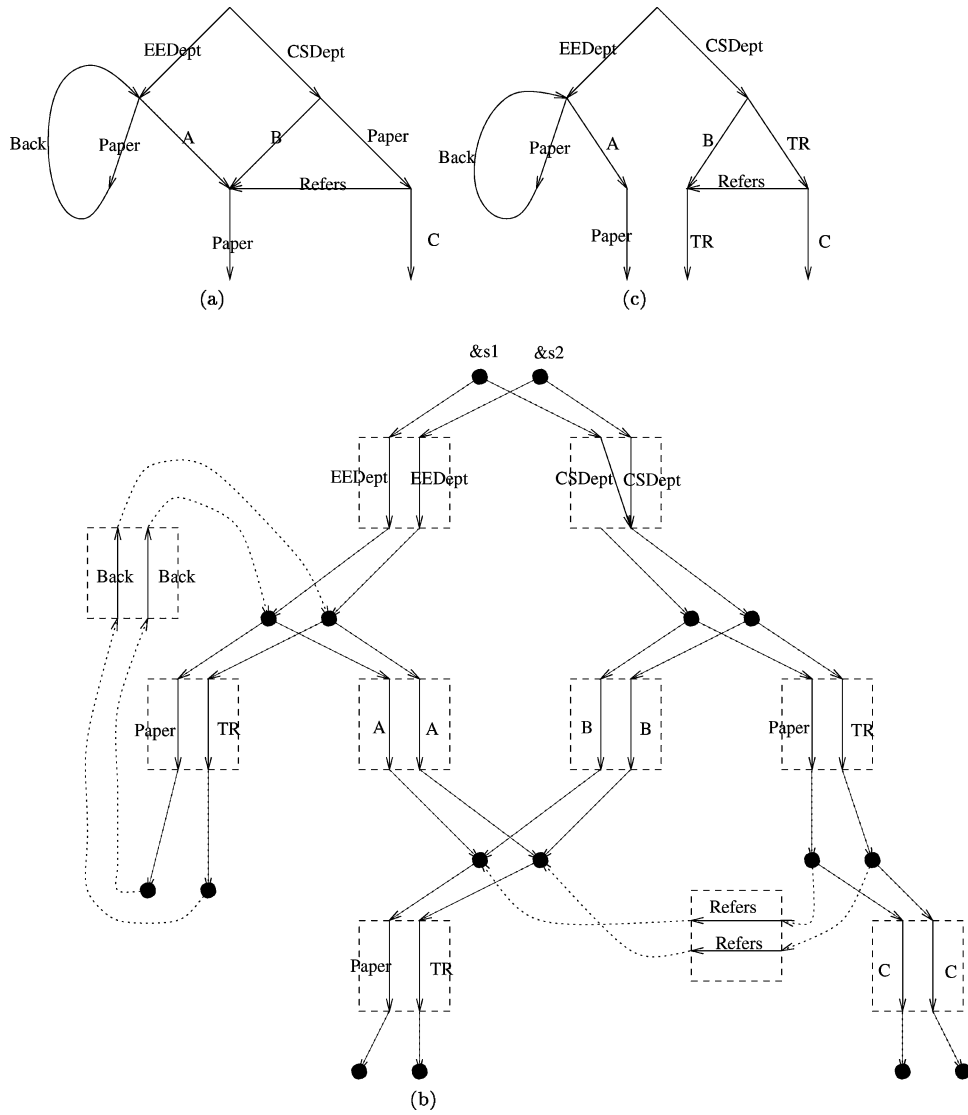 EEDept
CSDept
Back
Paper
A
B
Paper
Refers
Paper
C
(a)
EEDept
CSDept
Back
Paper
A
B
TR
Refers
Paper
TR
C
(c)
&s1
&s2
EEDept
EEDept
CSDept
CSDept
Back
Back
Paper
TR
A
A
B
B
Paper
TR
Refers
Refers
Paper
TR
C
C
(b)